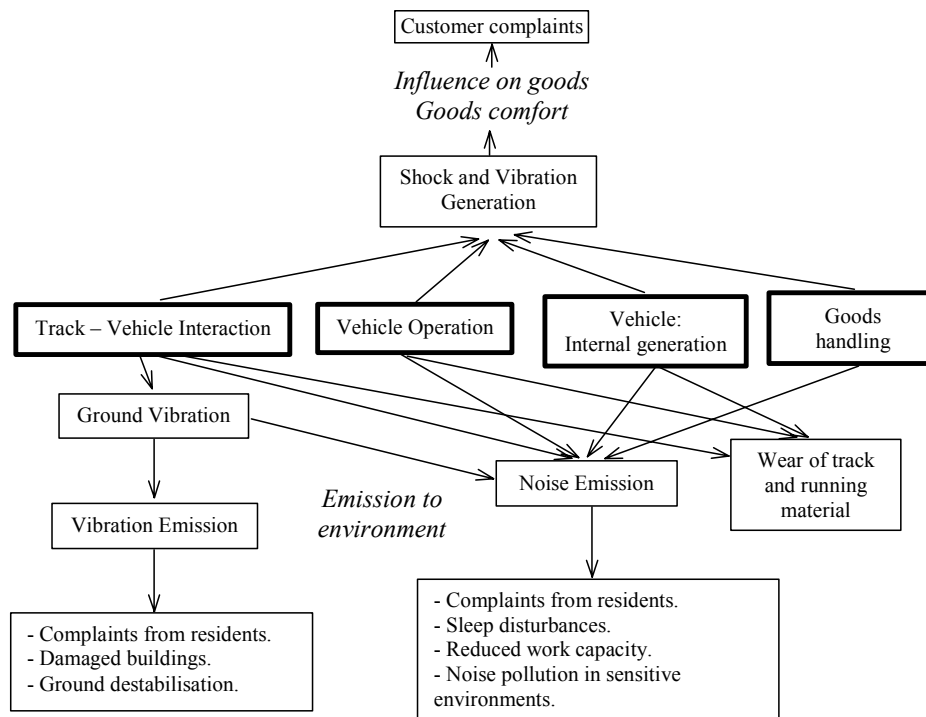 Customer complaints
Influence on goods
Goods comfort
Shock and Vibration
Generation
Track – Vehicle Interaction
Vehicle Operation
Vehicle:
Internal generation
Goods
handling
Ground Vibration
Noise Emission
Wear of track
and running
material
Emission to
environment
Vibration Emission
- Complaints from residents.
- Damaged buildings.
- Ground destabilisation.
- Complaints from residents.
- Sleep disturbances.
- Reduced work capacity.
- Noise pollution in sensitive
environments.